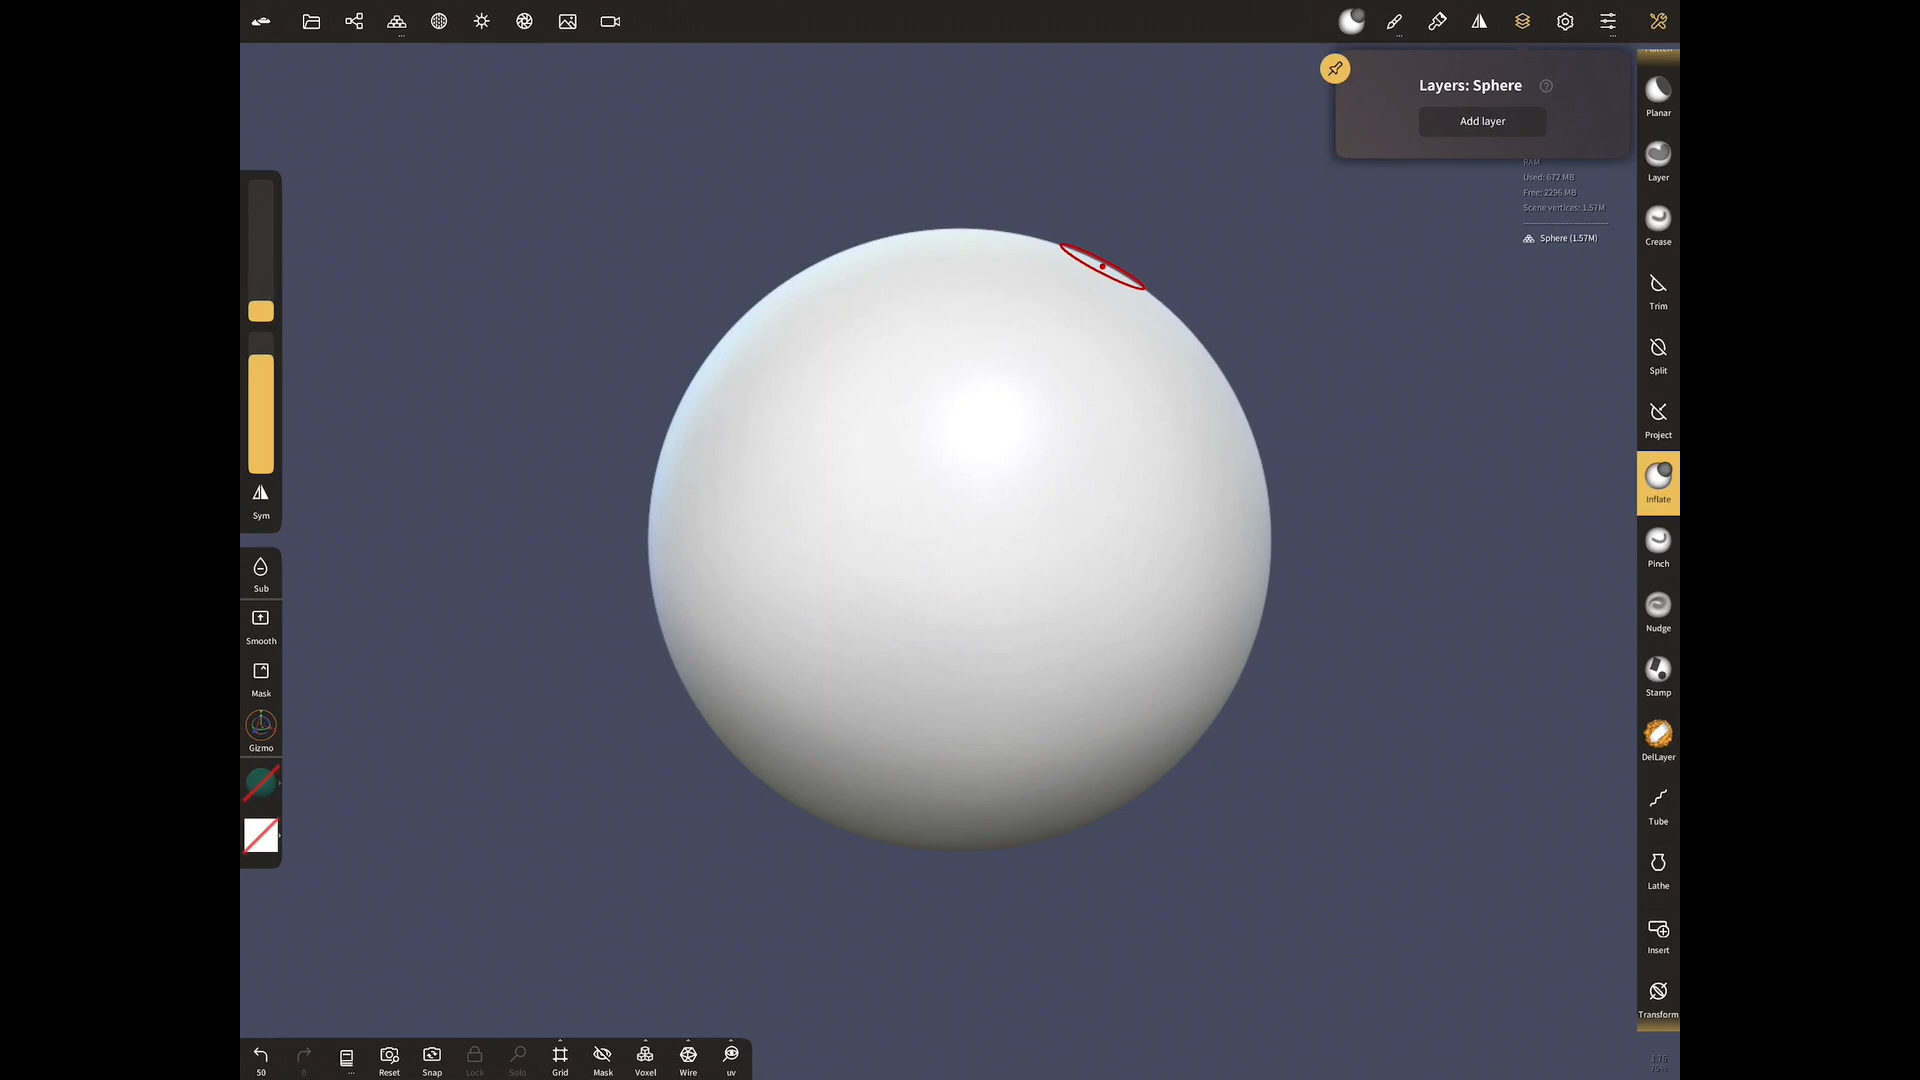 Layers: Sphere
Add layer
RAM
Used: 672 MB
Free: 2296 MB
Scene vertices: 1.57M
Sphere (1.57M)
Planar
Layer
Crease
Trim
Split
Project
Inflate
Pinch
Nudge
Stamp
DelLayer
Tube
Lathe
Insert
Transform
Sym
Sub
Smooth
Mask
Gizmo
50
0
...
Reset
Snap
Lock
Solo
Grid
Mask
Voxel
Wire
uv
1.76